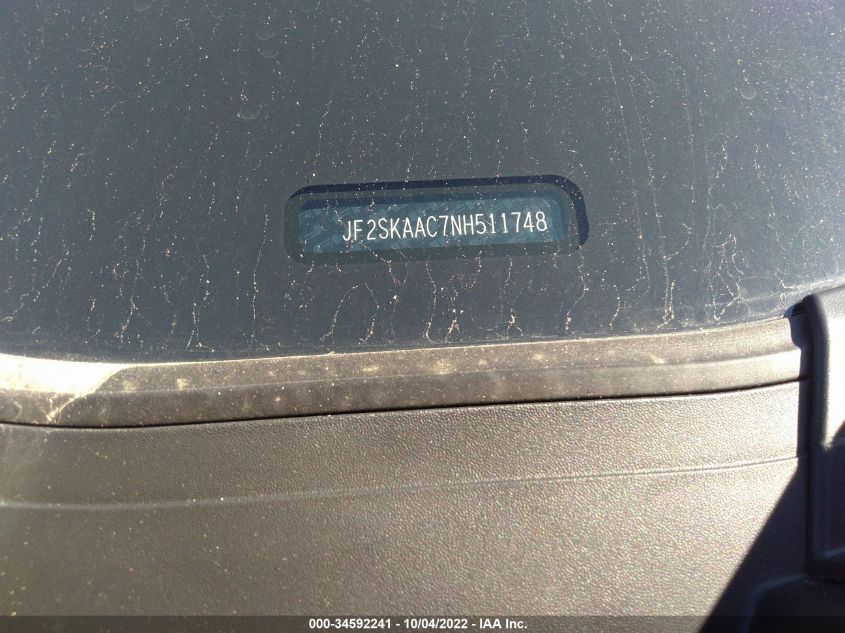 JF2SKAAC7NH511748
000-34592241 - 10/04/2022 - IAA Inc.